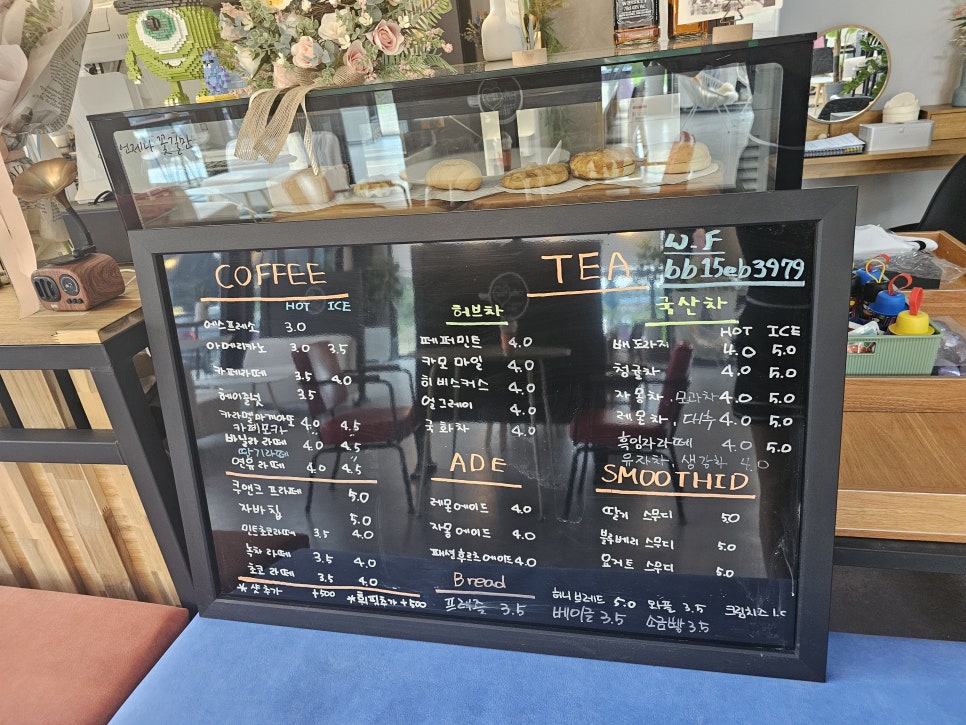 언제나 꽃길만
W.F
bb15eb3979
COFFEE
HOT ICE
에스프레소 3.0
아메리카노 3.0 3.5
카페라떼 3.5 4.0
헤이즐넛 3.5
카라멜마끼아또 4.0 4.5
카페모카 〃 〃
바닐라 라떼 4.0 4.5
딸기라떼 〃
연유라떼 4.0 4.5
쿠앤크 프라페 5.0
자바칩 5.0
민트초코라떼 3.5 4.0
녹차 라떼 3.5 4.0
초코 라떼 3.5 4.0
*샷 추가 +500 *휘핑추가 +500
TEA
허브차
페퍼민트 4.0
카모마일 4.0
히비스커스 4.0
얼그레이 4.0
국화차 4.0
국산차
HOT ICE
배도라지 4.0 5.0
청귤차 4.0 5.0
자몽차, 모과차 4.0 5.0
레몬차, 대추 4.0 5.0
흑임자라떼 4.0 5.0
유자차, 생강차 4.0
ADE
레몬에이드 4.0
자몽에이드 4.0
패션후르츠에이드 4.0
SMOOTHID
딸기 스무디 5.0
블루베리 스무디 5.0
요거트 스무디 5.0
Bread
프레즐 3.5
허니브레드 5.0 와플 3.5 크림치즈 1.0
베이글 3.5 소금빵 3.5